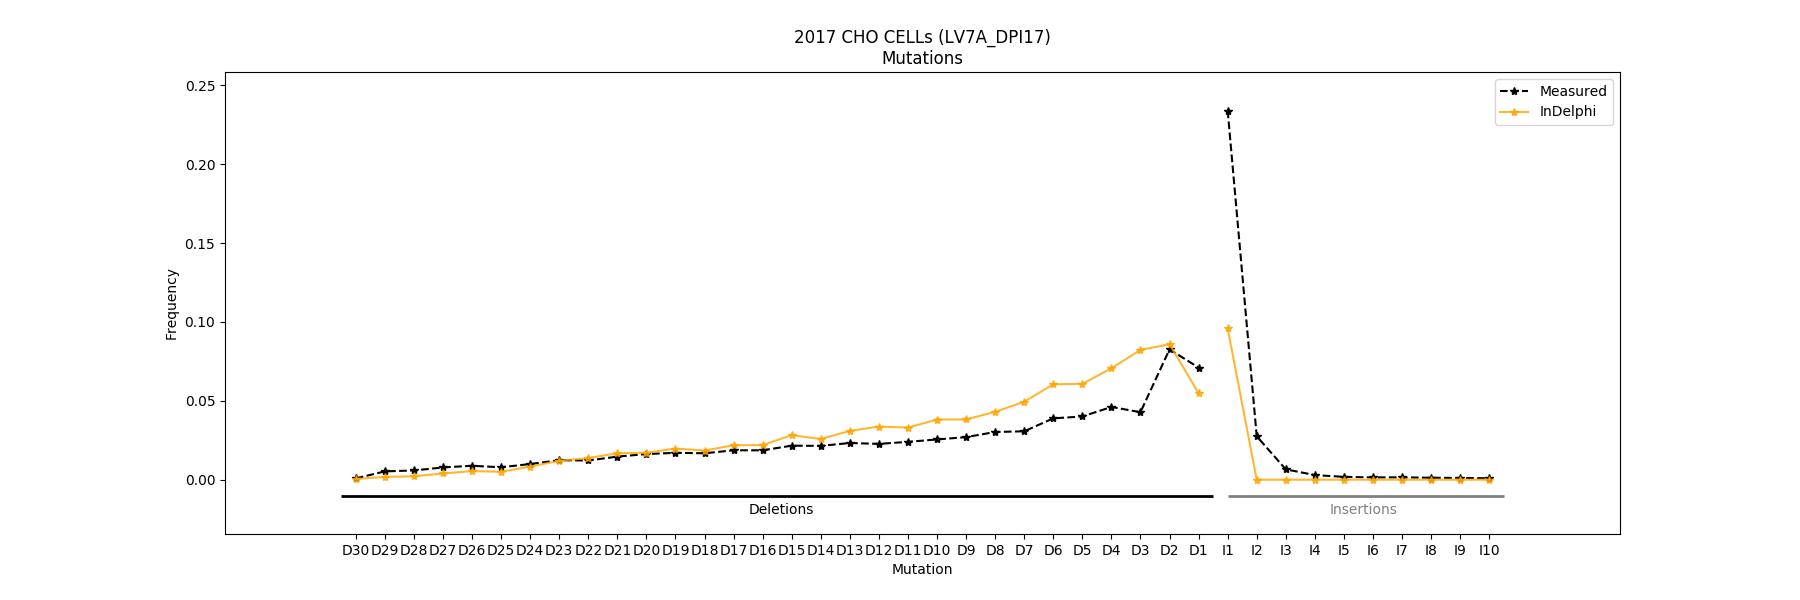 2017 CHO CELLs (LV7A_DPI17)
Mutations
0.25
0.20
0.15
0.10
0.05
0.00
Frequency
Measured
InDelphi
Deletions
Insertions
D30 D29 D28 D27 D26 D25 D24 D23 D22 D21 D20 D19 D18 D17 D16 D15 D14 D13 D12 D11 D10 D9 D8 D7 D6 D5 D4 D3 D2 D1 I1 I2 I3 I4 I5 I6 I7 I8 I9 I10
Mutation